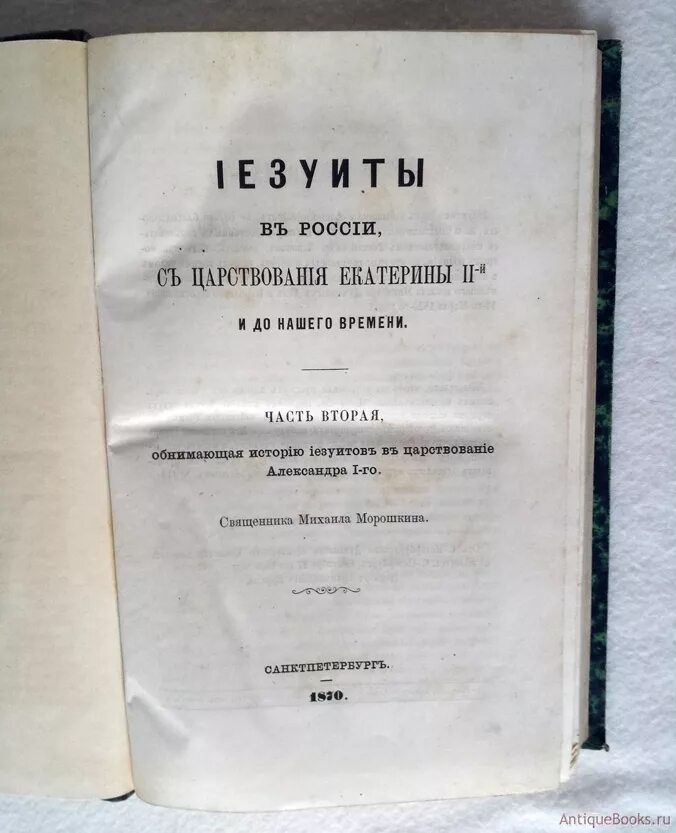 ІЕЗУИТЫ
ВЪ РОССІИ,
СЪ ЦАРСТВОВАНІЯ ЕКАТЕРИНЫ II-й
И ДО НАШЕГО ВРЕМЕНИ.
ЧАСТЬ ВТОРАЯ,
обнимающая исторію іезуитовъ въ царствованіе
Александра I-го.
Священника Михаила Морошкина.
САНКТПЕТЕРБУРГЪ.
1870.
AntiqueBooks.ru